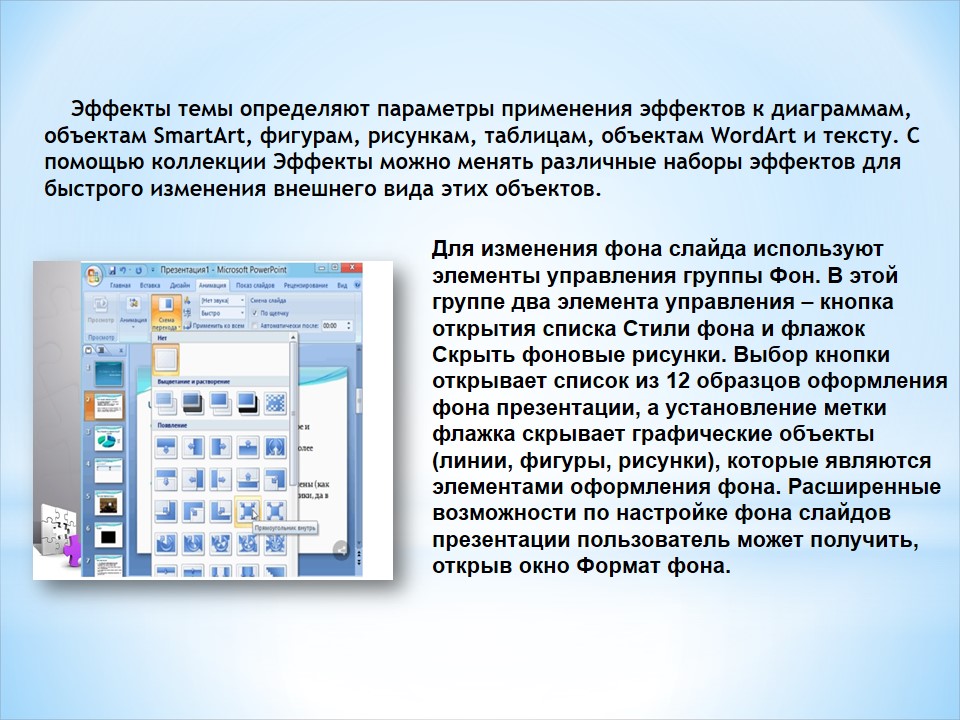 Эффекты темы определяют параметры применения эффектов к диаграммам,
объектам SmartArt, фигурам, рисункам, таблицам, объектам WordArt и тексту. С
помощью коллекции Эффекты можно менять различные наборы эффектов для
быстрого изменения внешнего вида этих объектов.
Для изменения фона слайда используют
элементы управления группы Фон. В этой
группе два элемента управления – кнопка
открытия списка Стили фона и флажок
Скрыть фоновые рисунки. Выбор кнопки
открывает список из 12 образцов оформления
фона презентации, а установление метки
флажка скрывает графические объекты
(линии, фигуры, рисунки), которые являются
элементами оформления фона. Расширенные
возможности по настройке фона слайдов
презентации пользователь может получить,
открыв окно Формат фона.
Презентация1 - Microsoft PowerPoint
Главная Вставка Дизайн Анимация Показ слайдов Рецензирование Вид
[Нет звука] Смена слайда
Быстро По щелчку
Просмотр Анимация Схема перехода Применить ко всем Автоматически после: 00:00
Просмотр
Нет
Выцветание и растворение
Появление
Прямоугольник внутрь